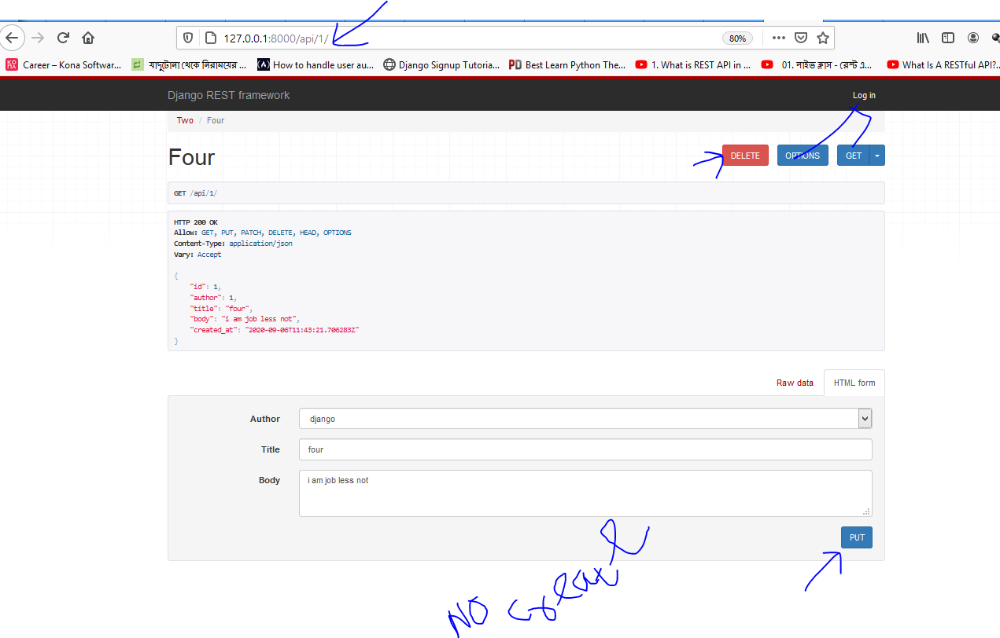 127.0.0.1:8000/api/1/
80%
Career – Kona Softwar... যাদুটোনা থেকে নিরাময়ের ... How to handle user au... Django Signup Tutoria... PD Best Learn Python The... 1. What is REST API in ... 01. লাইভ ক্লাস - রেস্ট এ... What Is A RESTful API?...
Django REST framework Log in
Two / Four
Four DELETE OPTIONS GET
GET /api/1/
HTTP 200 OK
Allow: GET, PUT, PATCH, DELETE, HEAD, OPTIONS
Content-Type: application/json
Vary: Accept
{
"id": 1,
"author": 1,
"title": "four",
"body": "i am job less not",
"created_at": "2020-09-06T11:43:21.706283Z"
}
Raw data HTML form
Author django
Title four
Body i am job less not
PUT
NO